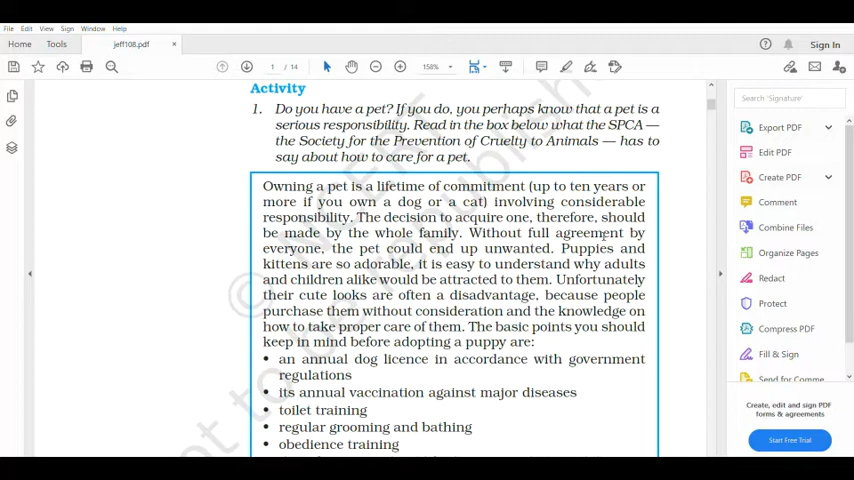 File Edit View Sign Window Help
Home Tools jeff108.pdf × Sign In
1 / 14 158%
Activity
1. Do you have a pet? If you do, you perhaps know that a pet is a
serious responsibility. Read in the box below what the SPCA —
the Society for the Prevention of Cruelty to Animals — has to
say about how to care for a pet.
Owning a pet is a lifetime of commitment (up to ten years or
more if you own a dog or a cat) involving considerable
responsibility. The decision to acquire one, therefore, should
be made by the whole family. Without full agreement by
everyone, the pet could end up unwanted. Puppies and
kittens are so adorable, it is easy to understand why adults
and children alike would be attracted to them. Unfortunately
their cute looks are often a disadvantage, because people
purchase them without consideration and the knowledge on
how to take proper care of them. The basic points you should
keep in mind before adopting a puppy are:
• an annual dog licence in accordance with government
regulations
• its annual vaccination against major diseases
• toilet training
• regular grooming and bathing
• obedience training
© NCERT
not to be republish
Search 'Signature'
Export PDF
Edit PDF
Create PDF
Comment
Combine Files
Organize Pages
Redact
Protect
Compress PDF
Fill & Sign
Send for Comme
Create, edit and sign PDF
forms & agreements
Start Free Trial